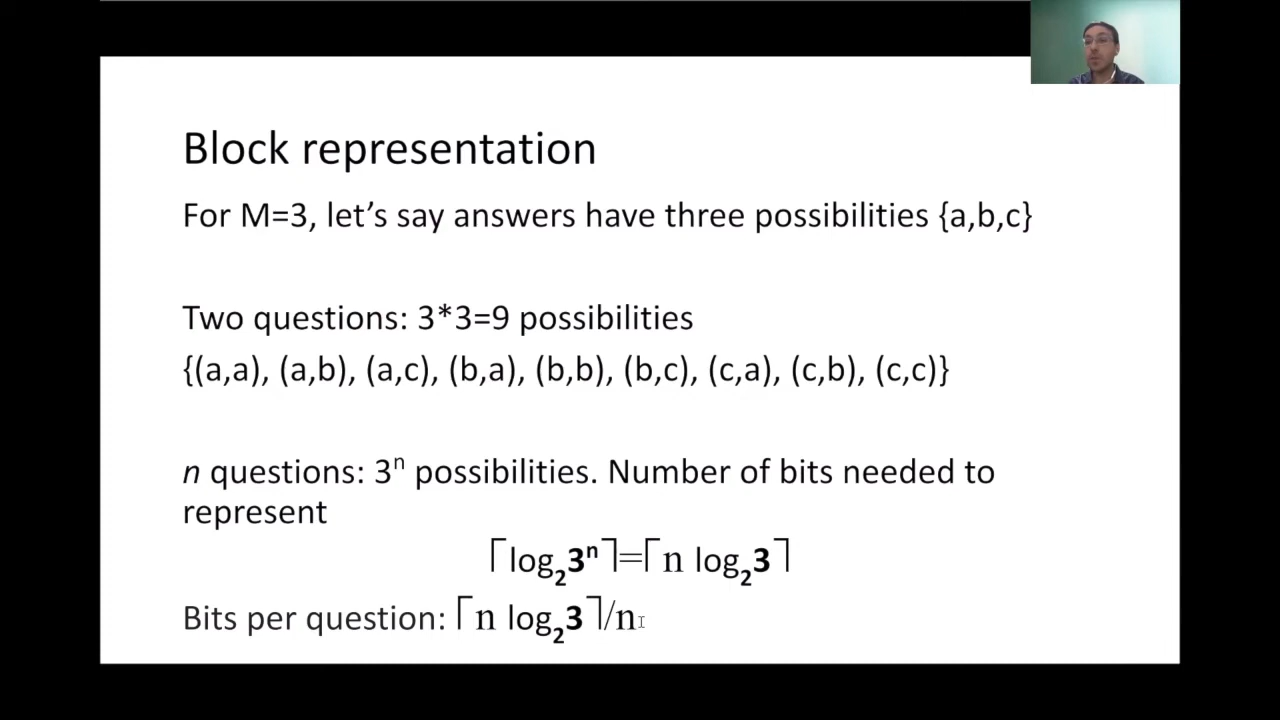 Block representation
For M=3, let’s say answers have three possibilities {a,b,c}
Two questions: 3*3=9 possibilities
{(a,a), (a,b), (a,c), (b,a), (b,b), (b,c), (c,a), (c,b), (c,c)}
n questions: 3ⁿ possibilities. Number of bits needed to
represent
⌈log₂3ⁿ⌉=⌈n log₂3⌉
Bits per question: ⌈n log₂3⌉/n